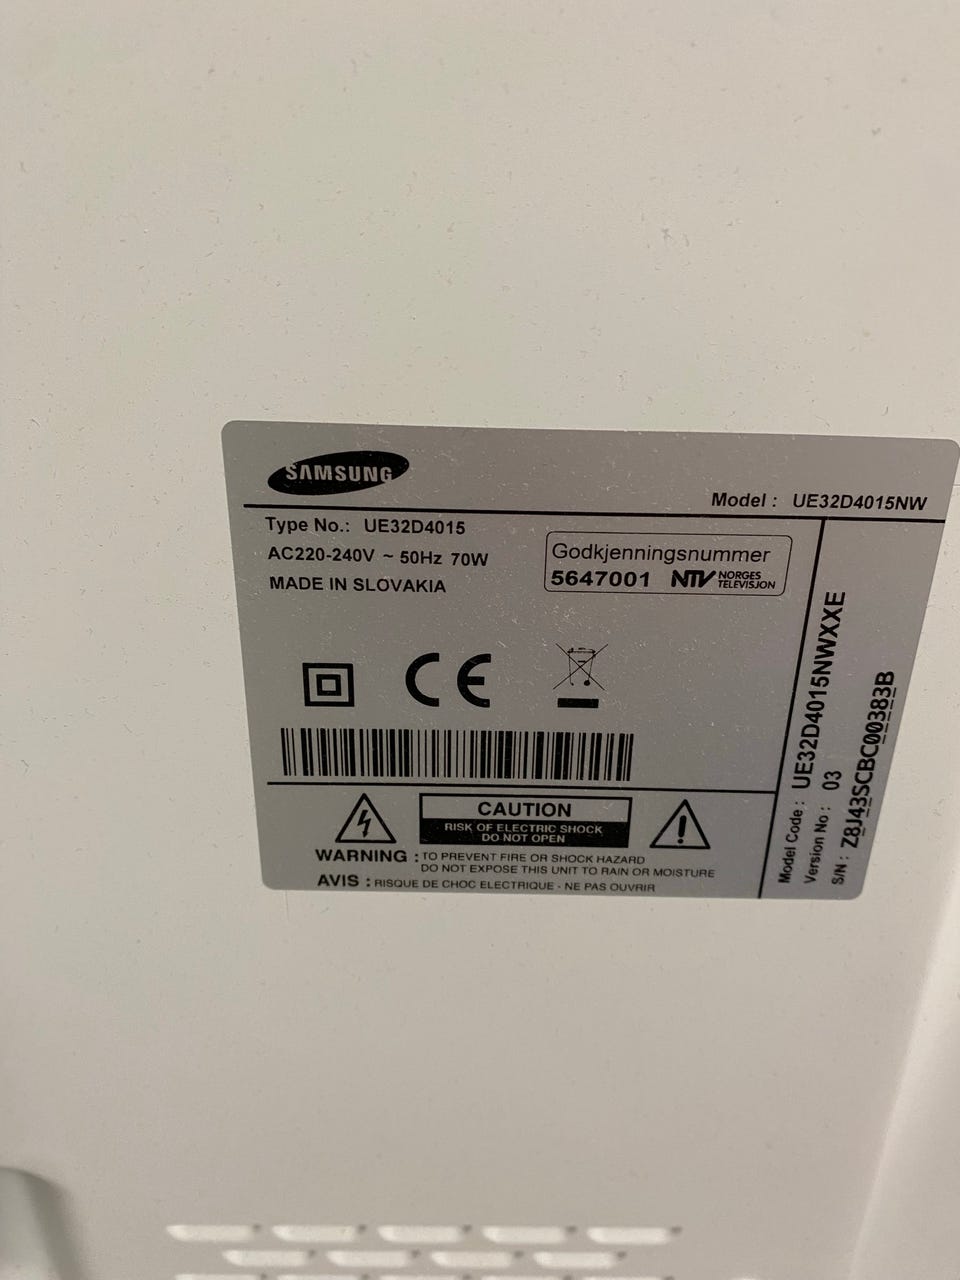 SAMSUNG
Model : UE32D4015NW
Type No.: UE32D4015
AC220-240V ~ 50Hz 70W
MADE IN SLOVAKIA
Godkjenningsnummer
5647001 NTV NORGES TELEVISJON
CE
CAUTION
RISK OF ELECTRIC SHOCK
DO NOT OPEN
WARNING : TO PREVENT FIRE OR SHOCK HAZARD
DO NOT EXPOSE THIS UNIT TO RAIN OR MOISTURE
AVIS : RISQUE DE CHOC ELECTRIQUE - NE PAS OUVRIR
Model Code : UE32D4015NWXXE
Version No : 03
S/N : Z8J43SCBC00383B